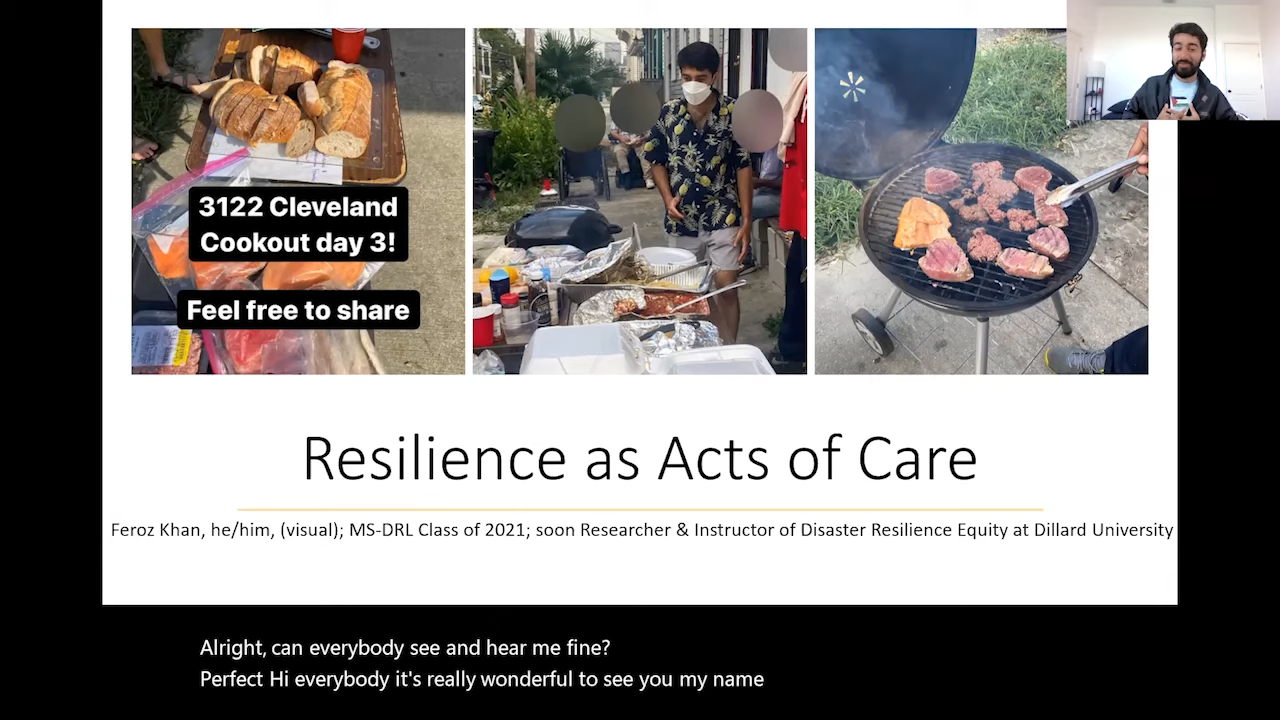 3122 Cleveland
Cookout day 3!
Feel free to share
Resilience as Acts of Care
Feroz Khan, he/him, (visual); MS-DRL Class of 2021; soon Researcher & Instructor of Disaster Resilience Equity at Dillard University
Alright, can everybody see and hear me fine?
Perfect Hi everybody it's really wonderful to see you my name